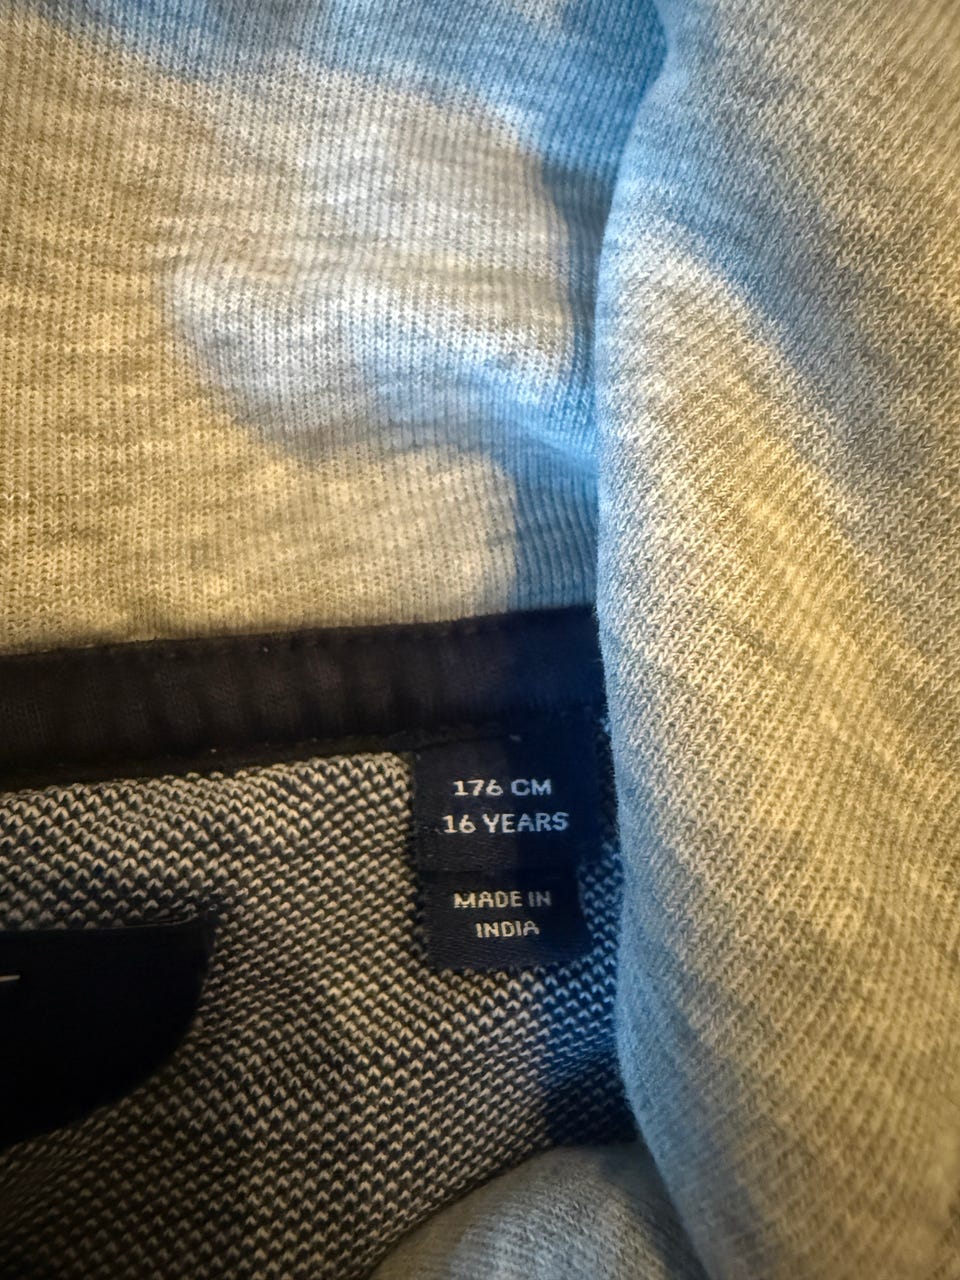 176 CM
16 YEARS
MADE IN
INDIA